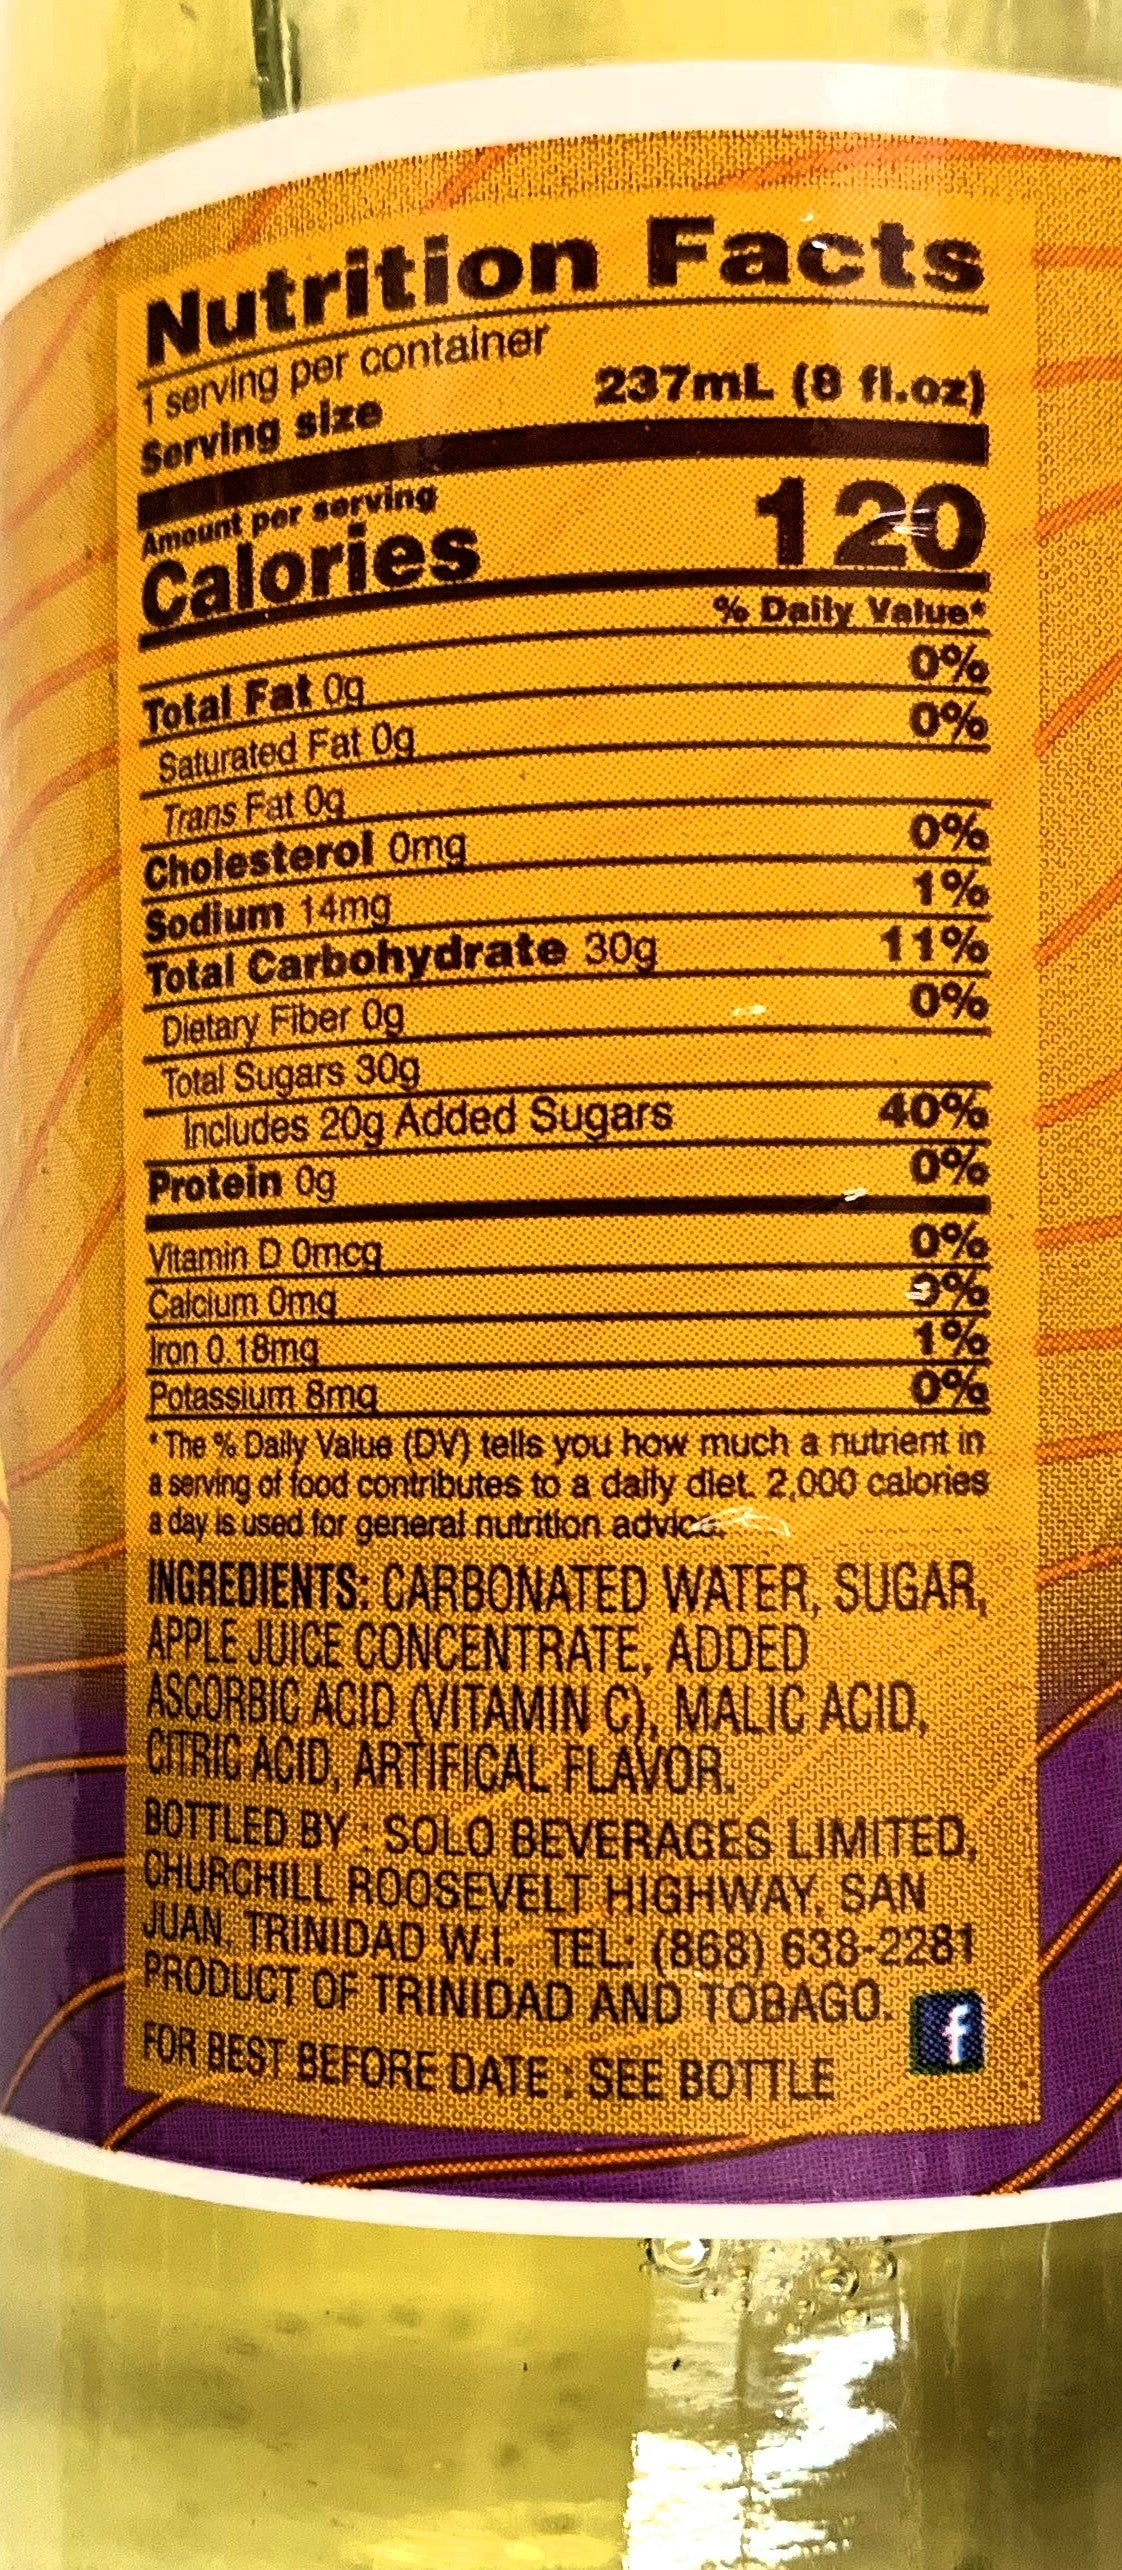 Nutrition Facts
1 serving per container
Serving size 237mL (8 fl.oz)
Amount per serving
Calories 120
% Daily Value*
Total Fat 0g 0%
Saturated Fat 0g 0%
Trans Fat 0g
Cholesterol 0mg 0%
Sodium 14mg 1%
Total Carbohydrate 30g 11%
Dietary Fiber 0g 0%
Total Sugars 30g
Includes 20g Added Sugars 40%
Protein 0g 0%
Vitamin D 0mcg 0%
Calcium 0mg
Iron 0.18mg 1%
Potassium 8mg 0%
* The % Daily Value (DV) tells you how much a nutrient in
a serving of food contributes to a daily diet. 2,000 calories
a day is used for general nutrition advice.
INGREDIENTS: CARBONATED WATER, SUGAR,
APPLE JUICE CONCENTRATE, ADDED
ASCORBIC ACID (VITAMIN C), MALIC ACID,
CITRIC ACID, ARTIFICAL FLAVOR.
BOTTLED BY : SOLO BEVERAGES LIMITED,
CHURCHILL ROOSEVELT HIGHWAY, SAN
JUAN, TRINIDAD W.I. TEL: (868) 638-2281
PRODUCT OF TRINIDAD AND TOBAGO.
f
FOR BEST BEFORE DATE : SEE BOTTLE